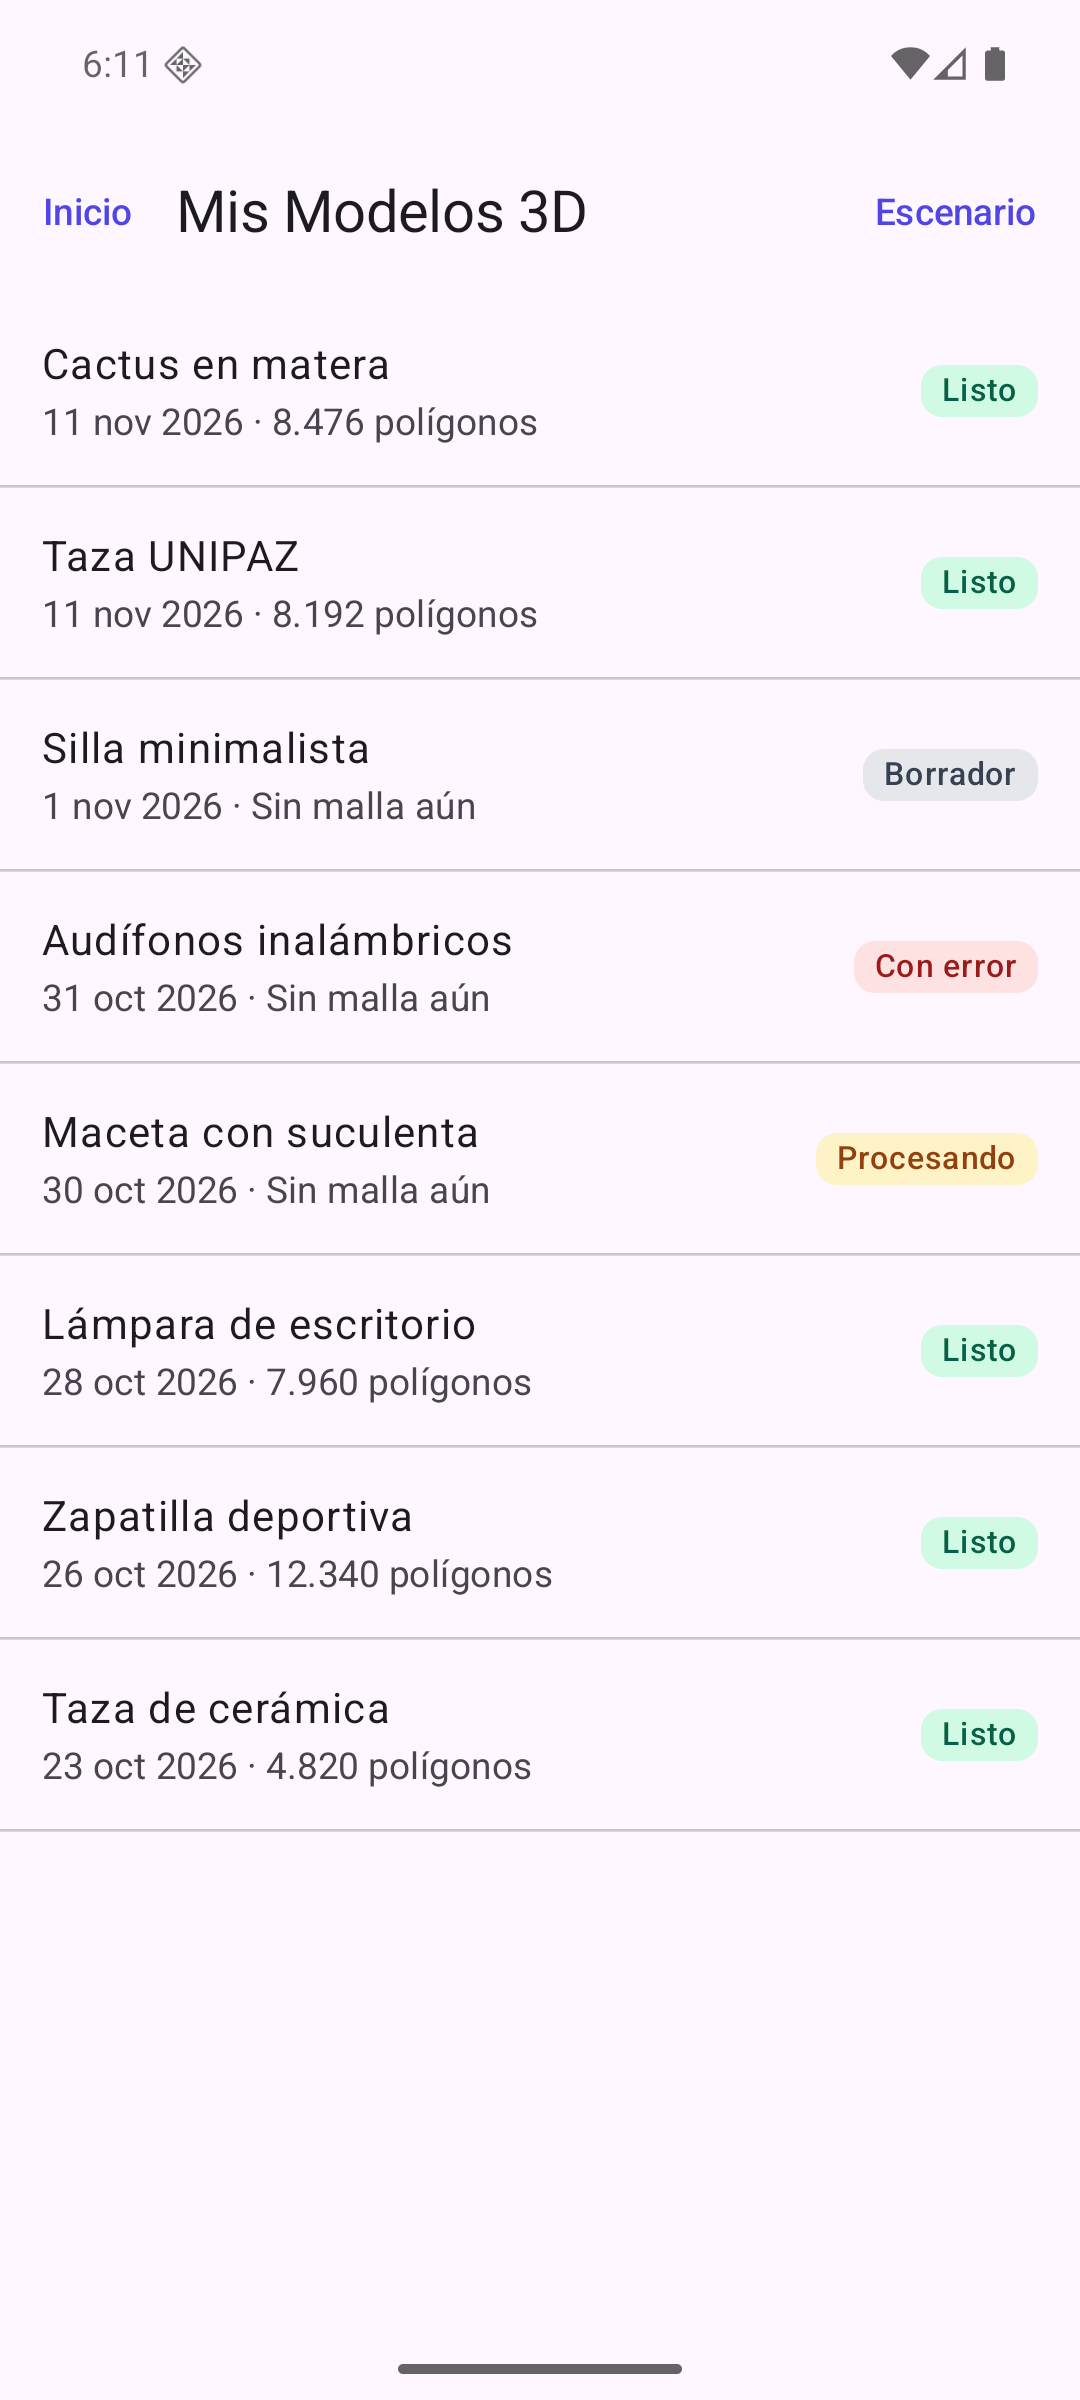 6:11
Inicio Mis Modelos 3D Escenario
Cactus en matera
11 nov 2026 · 8.476 polígonos
Listo
Taza UNIPAZ
11 nov 2026 · 8.192 polígonos
Listo
Silla minimalista
1 nov 2026 · Sin malla aún
Borrador
Audífonos inalámbricos
31 oct 2026 · Sin malla aún
Con error
Maceta con suculenta
30 oct 2026 · Sin malla aún
Procesando
Lámpara de escritorio
28 oct 2026 · 7.960 polígonos
Listo
Zapatilla deportiva
26 oct 2026 · 12.340 polígonos
Listo
Taza de cerámica
23 oct 2026 · 4.820 polígonos
Listo